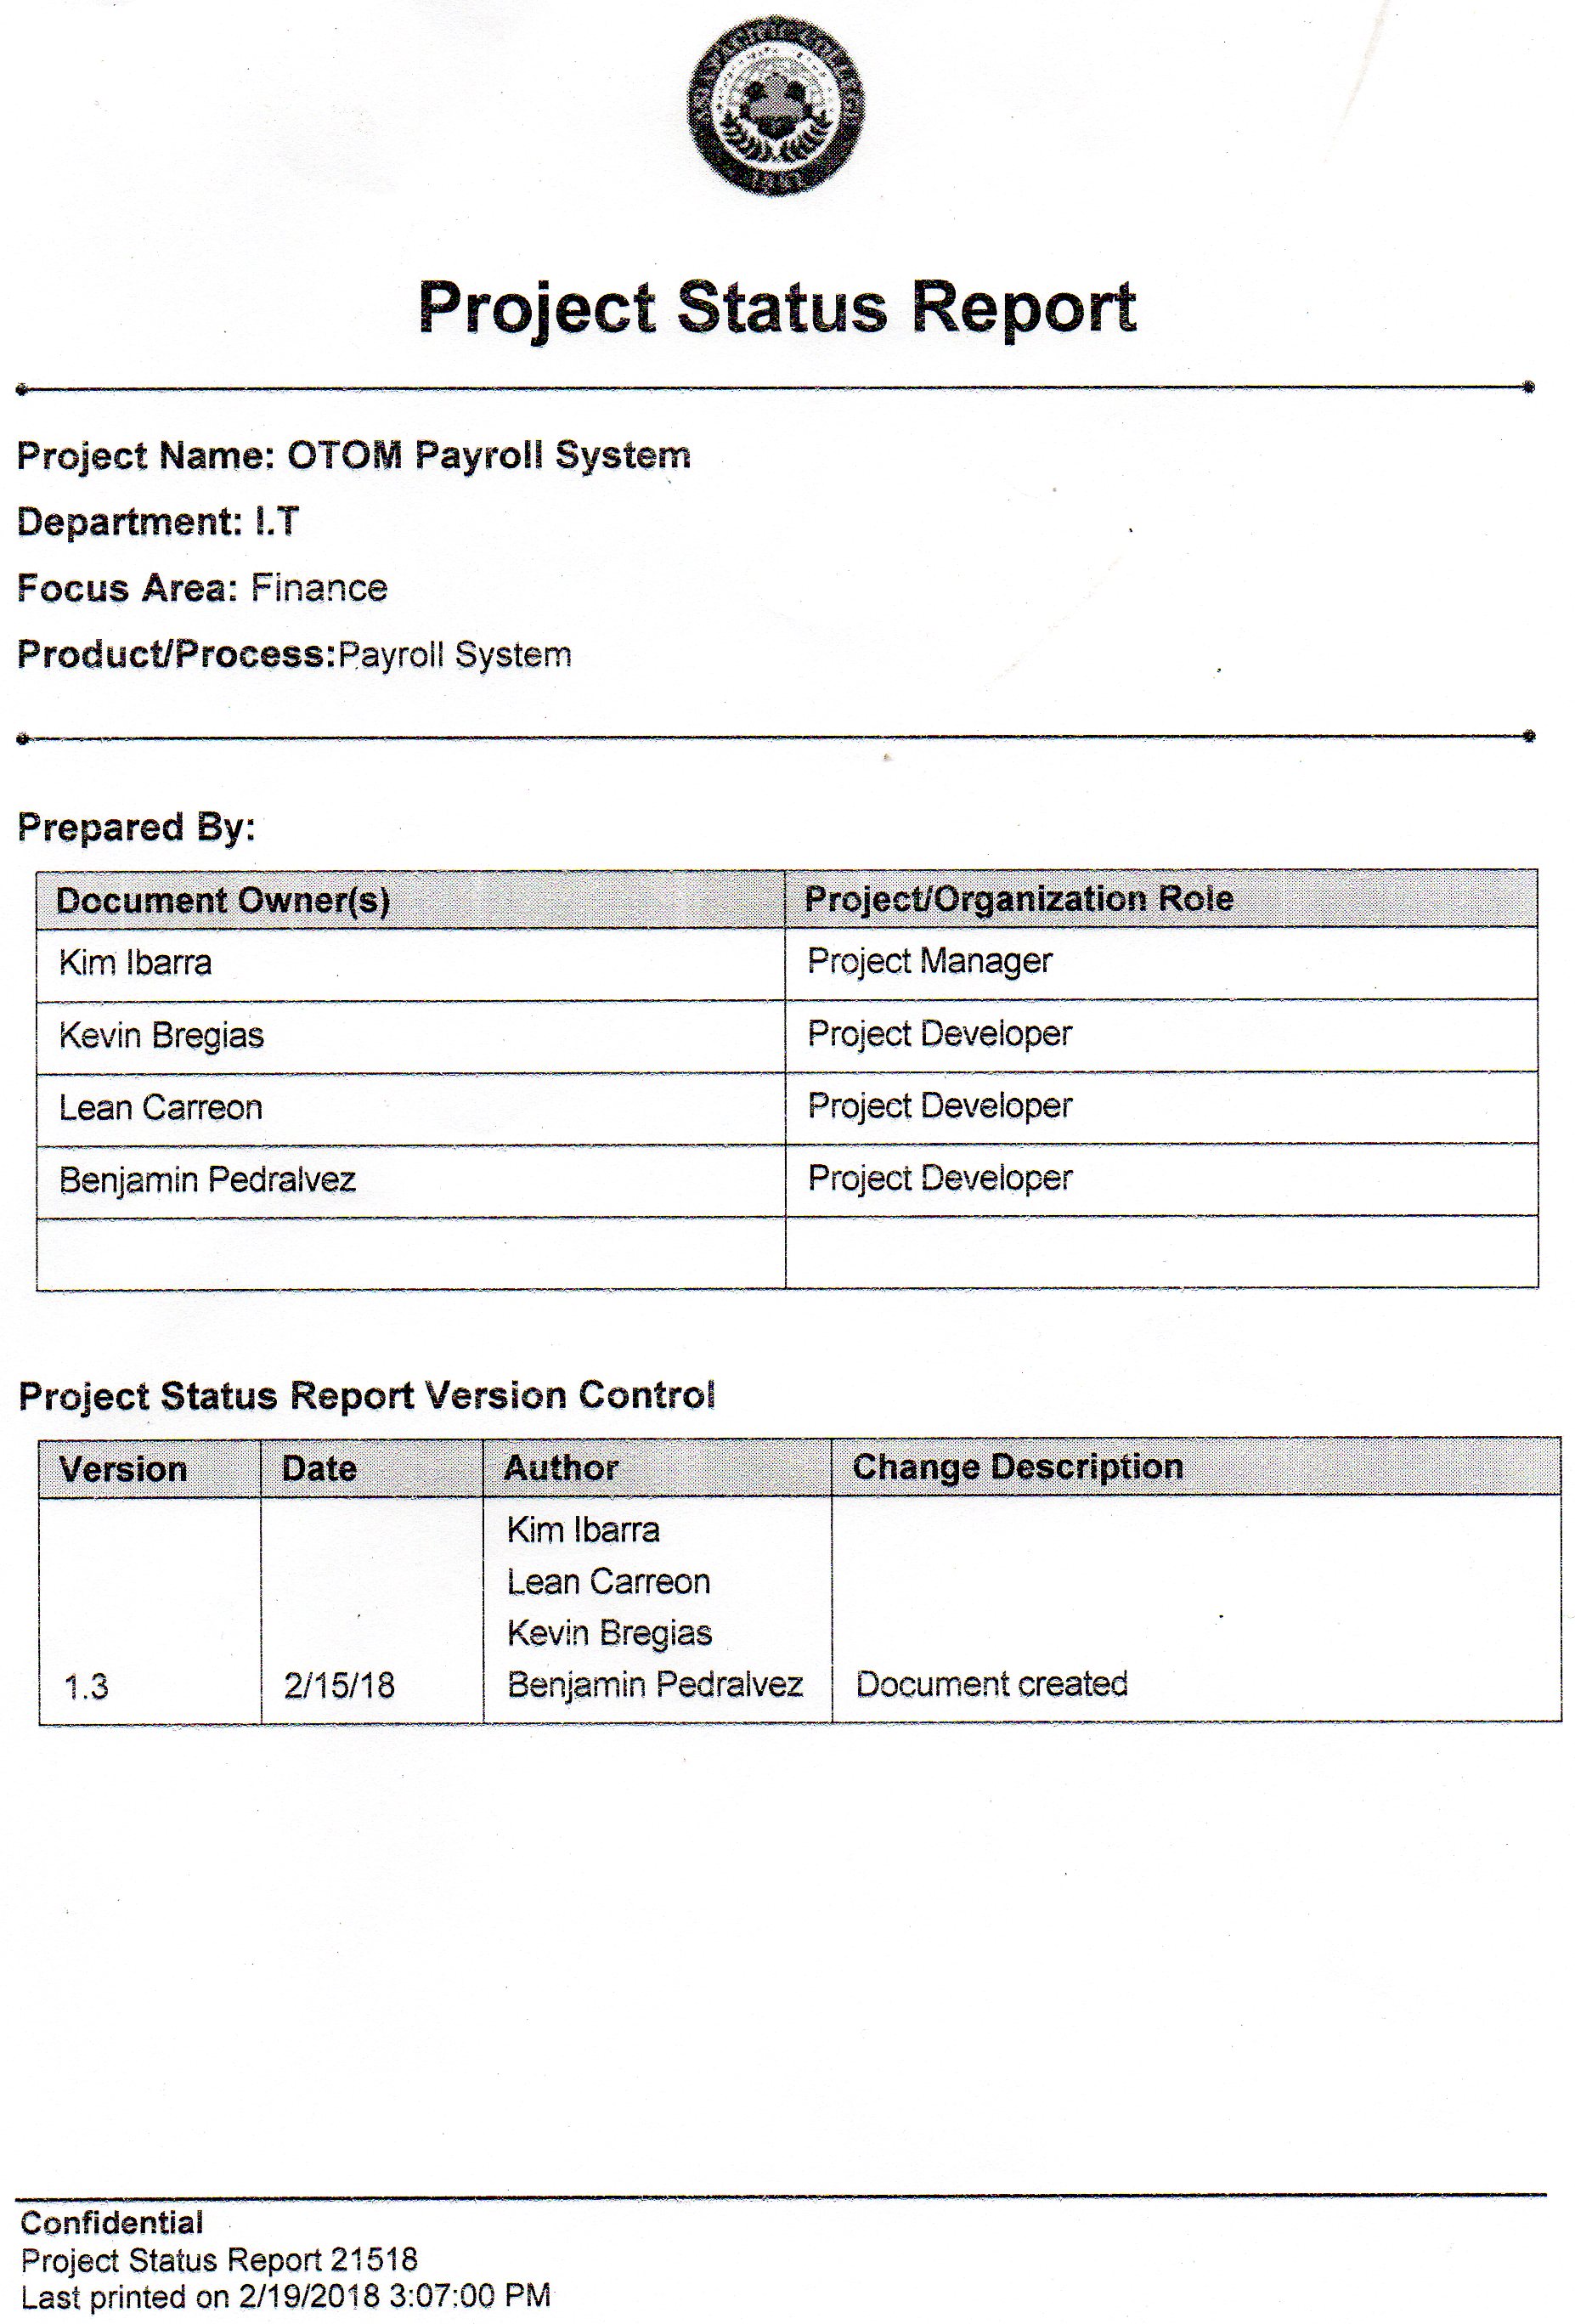 COLLEGE
Project Status Report
Project Name: OTOM Payroll System
Department: I.T
Focus Area: Finance
Product/Process:Payroll System
Prepared By:
Document Owner(s) Project/Organization Role
Kim Ibarra Project Manager
Kevin Bregias Project Developer
Lean Carreon Project Developer
Benjamin Pedralvez Project Developer
Project Status Report Version Control
Version Date Author Change Description
Kim Ibarra
Lean Carreon
Kevin Bregias
1.3 2/15/18 Benjamin Pedralvez Document created
Confidential
Project Status Report 21518
Last printed on 2/19/2018 3:07:00 PM